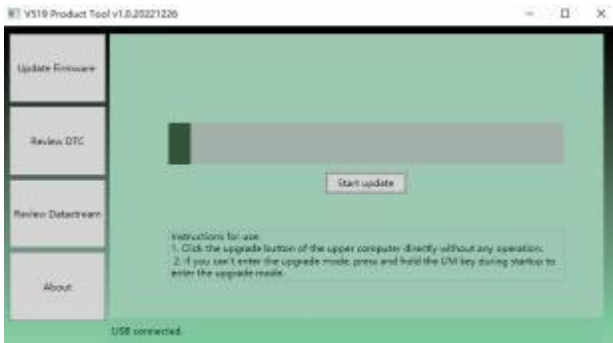 V519 Product Tool v1.0.20221226
Update Firmware
Review DTC
Review Datastream
About
Start update
Instructions for use:
1. Click the upgrade button of the upper computer directly without any operation.
2. If you can't enter the upgrade mode, press and hold the I/M key during startup to
enter the upgrade mode.
USB connected.